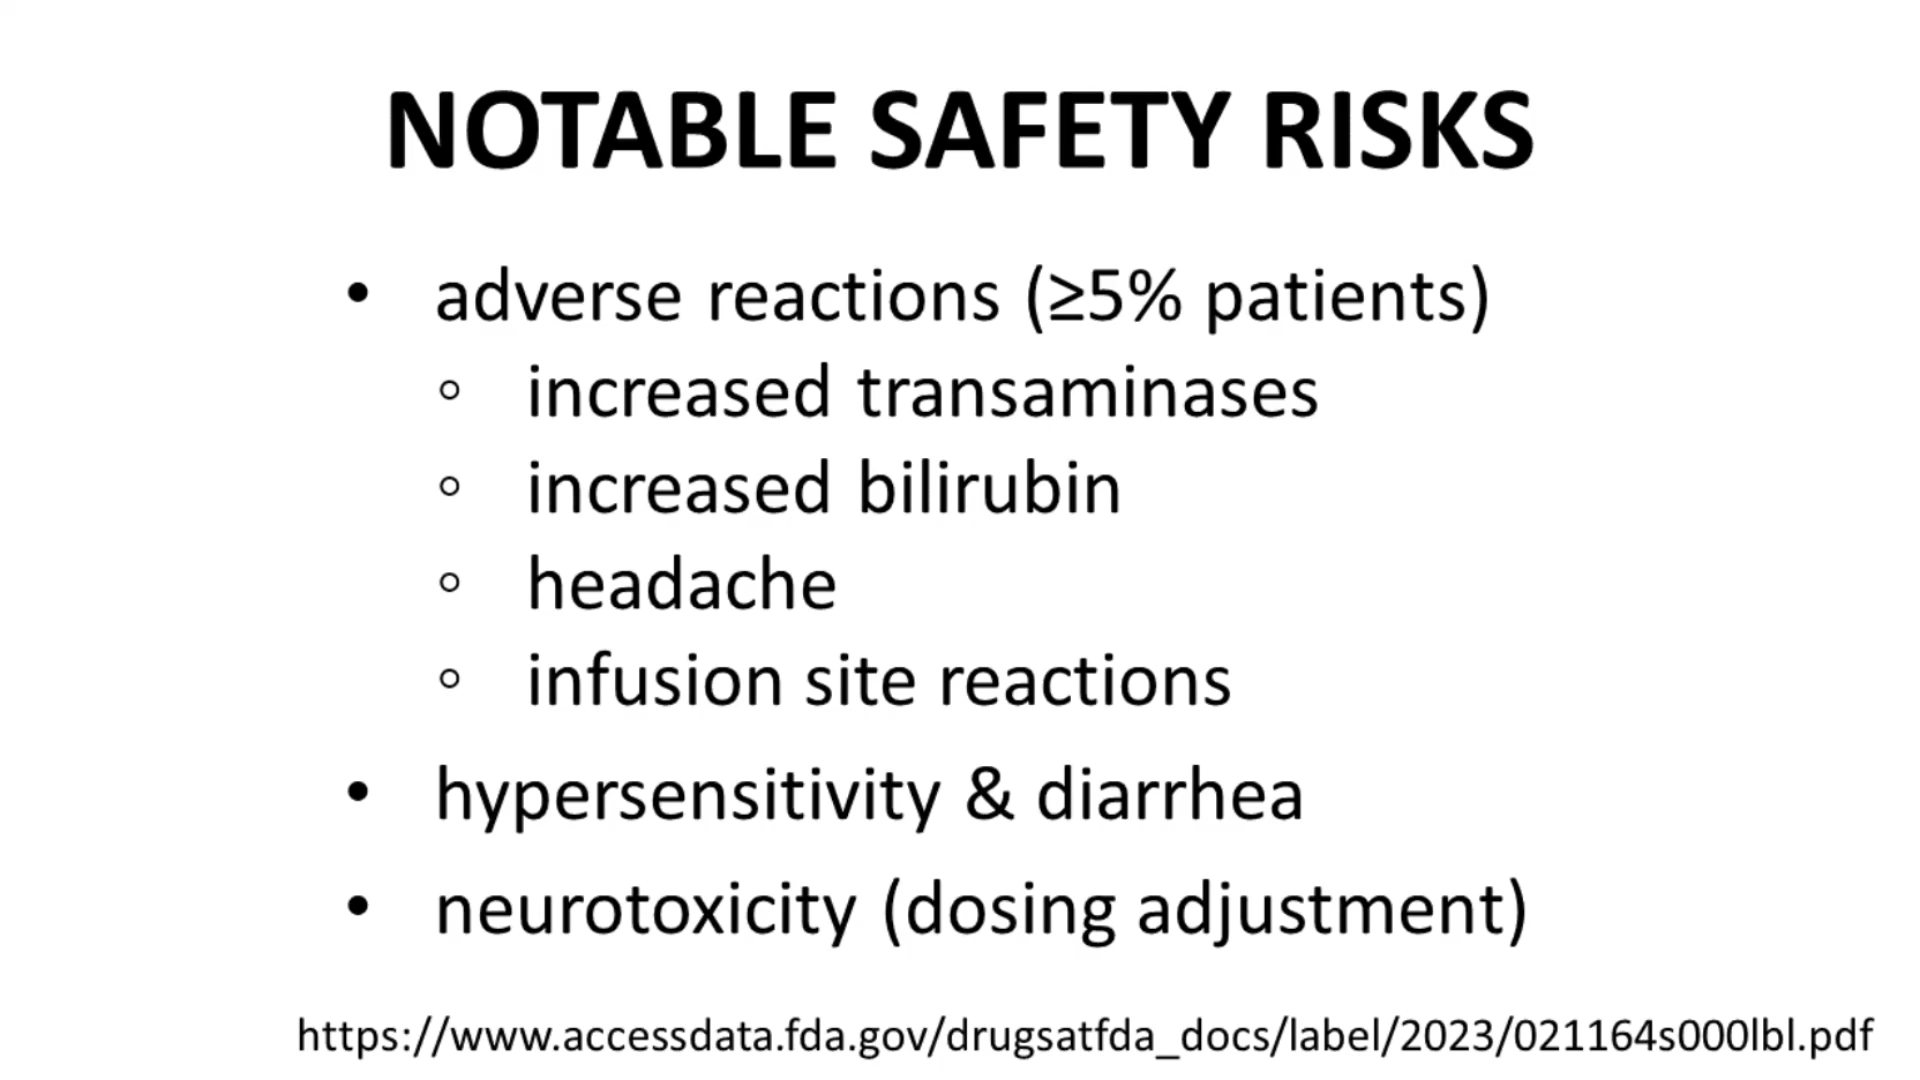 NOTABLE SAFETY RISKS
• adverse reactions (≥5% patients)
◦ increased transaminases
◦ increased bilirubin
◦ headache
◦ infusion site reactions
• hypersensitivity & diarrhea
• neurotoxicity (dosing adjustment)
https://www.accessdata.fda.gov/drugsatfda_docs/label/2023/021164s000lbl.pdf